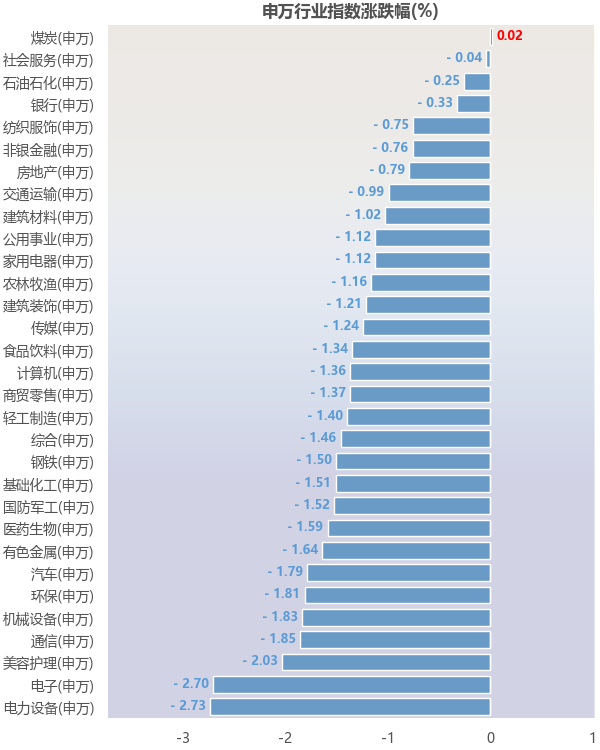 申万行业指数涨跌幅(%)
煤炭(申万) 0.02
社会服务(申万) - 0.04
石油石化(申万) - 0.25
银行(申万) - 0.33
纺织服饰(申万) - 0.75
非银金融(申万) - 0.76
房地产(申万) - 0.79
交通运输(申万) - 0.99
建筑材料(申万) - 1.02
公用事业(申万) - 1.12
家用电器(申万) - 1.12
农林牧渔(申万) - 1.16
建筑装饰(申万) - 1.21
传媒(申万) - 1.24
食品饮料(申万) - 1.34
计算机(申万) - 1.36
商贸零售(申万) - 1.37
轻工制造(申万) - 1.40
综合(申万) - 1.46
钢铁(申万) - 1.50
基础化工(申万) - 1.51
国防军工(申万) - 1.52
医药生物(申万) - 1.59
有色金属(申万) - 1.64
汽车(申万) - 1.79
环保(申万) - 1.81
机械设备(申万) - 1.83
通信(申万) - 1.85
美容护理(申万) - 2.03
电子(申万) - 2.70
电力设备(申万) - 2.73
-3 -2 -1 0 1